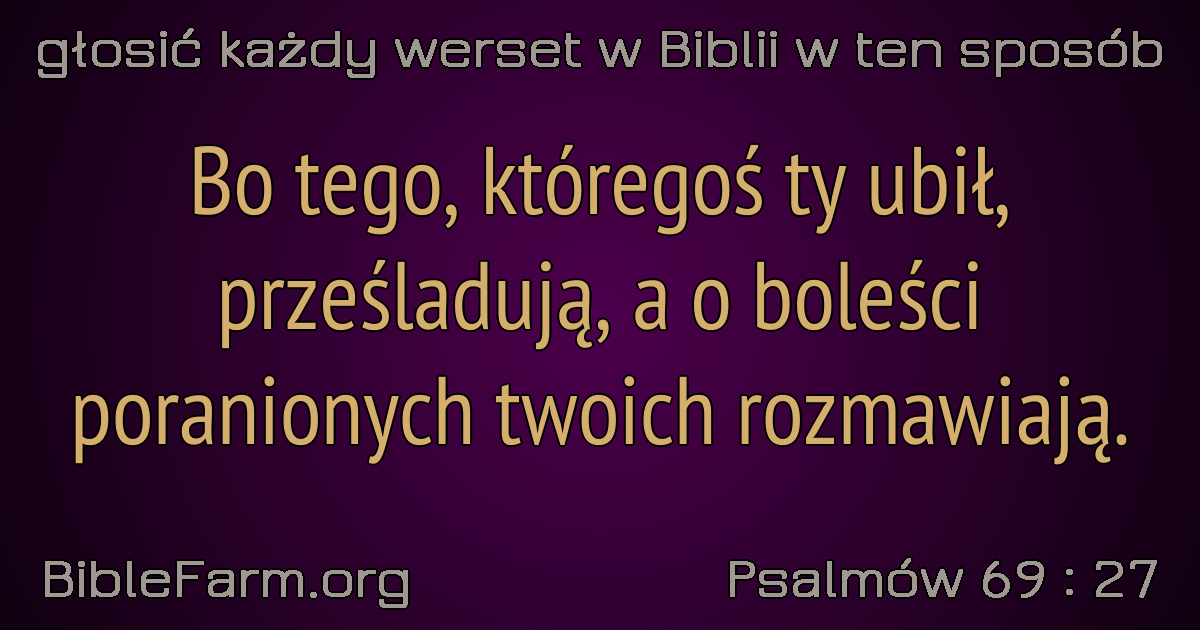 głosić każdy werset w Biblii w ten sposób
Bo tego, któregoś ty ubił,
prześladują, a o boleści
poranionych twoich rozmawiają.
BibleFarm.org
Psalmów 69 : 27